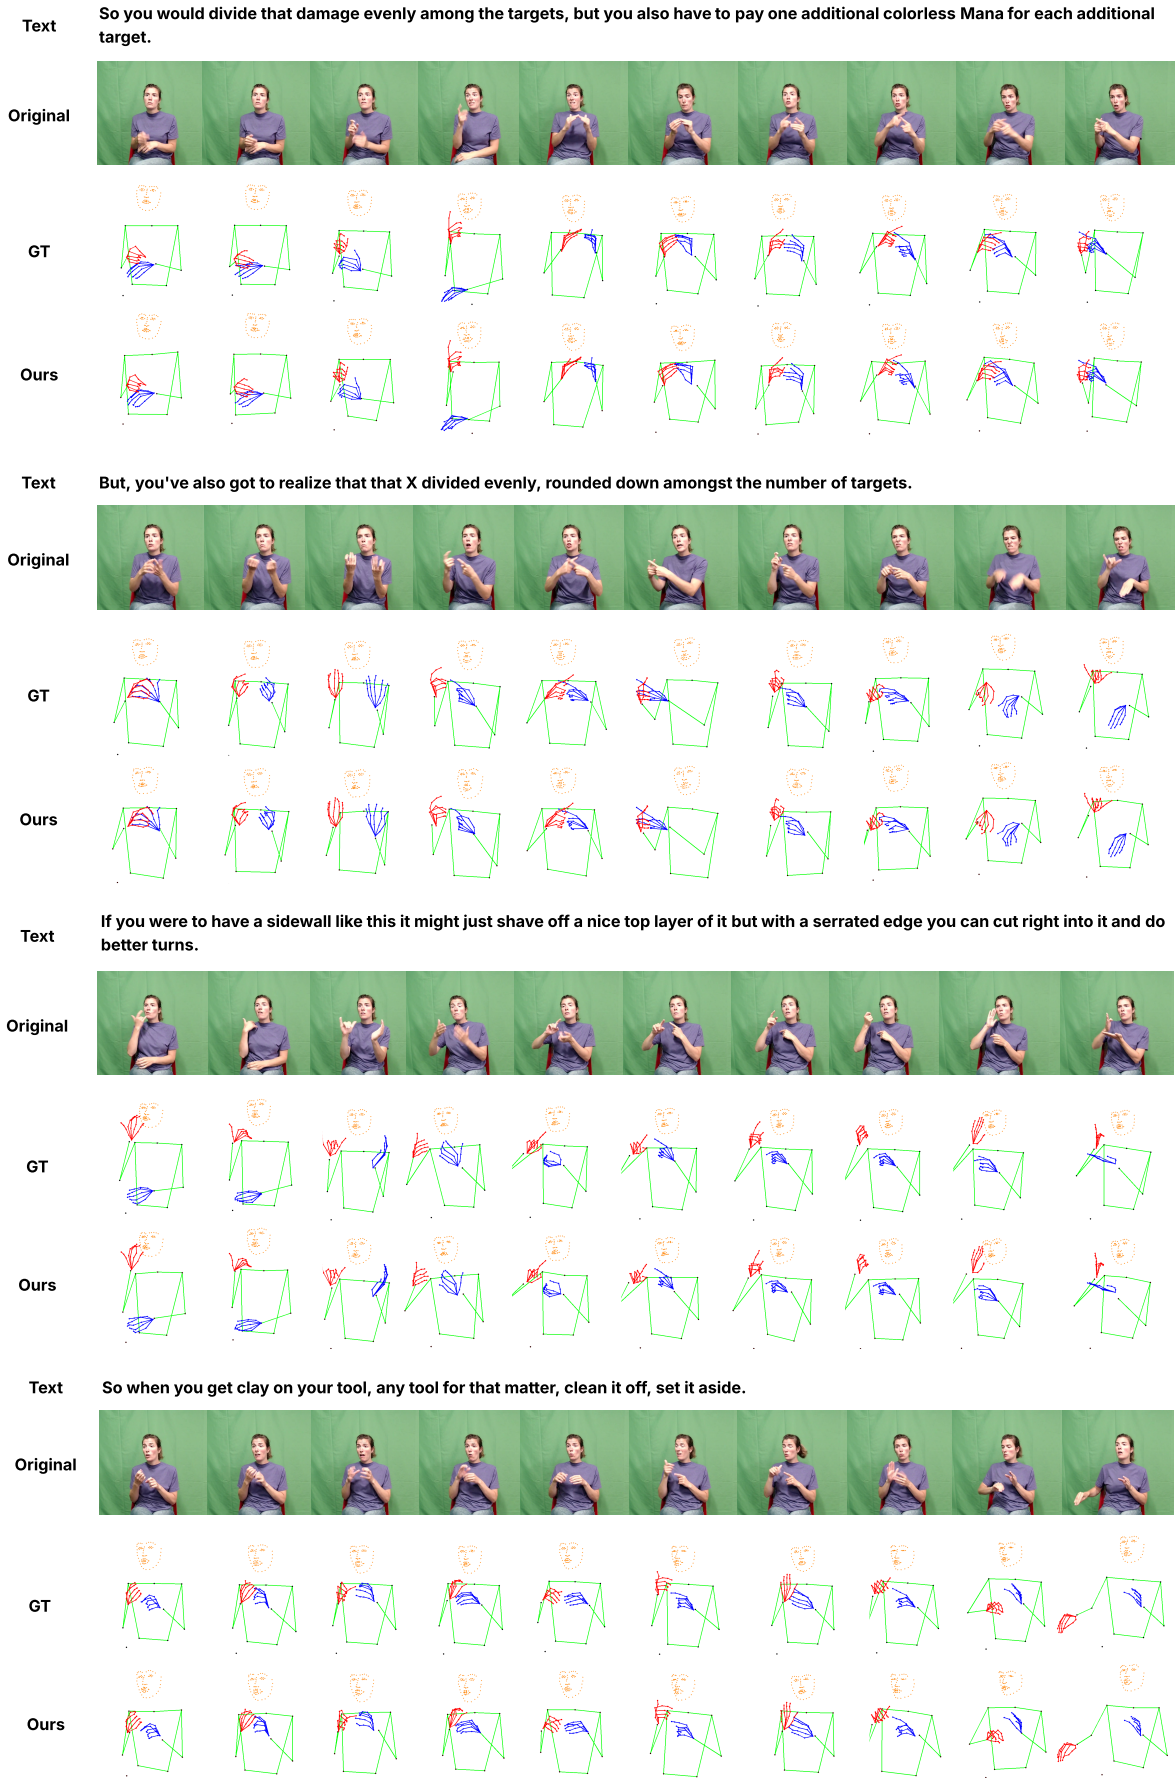 Text
So you would divide that damage evenly among the targets, but you also have to pay one additional colorless Mana for each additional
target.
Original
GT
Ours
Text
But, you've also got to realize that that X divided evenly, rounded down amongst the number of targets.
Original
GT
Ours
Text
If you were to have a sidewall like this it might just shave off a nice top layer of it but with a serrated edge you can cut right into it and do
better turns.
Original
GT
Ours
Text
So when you get clay on your tool, any tool for that matter, clean it off, set it aside.
Original
GT
Ours